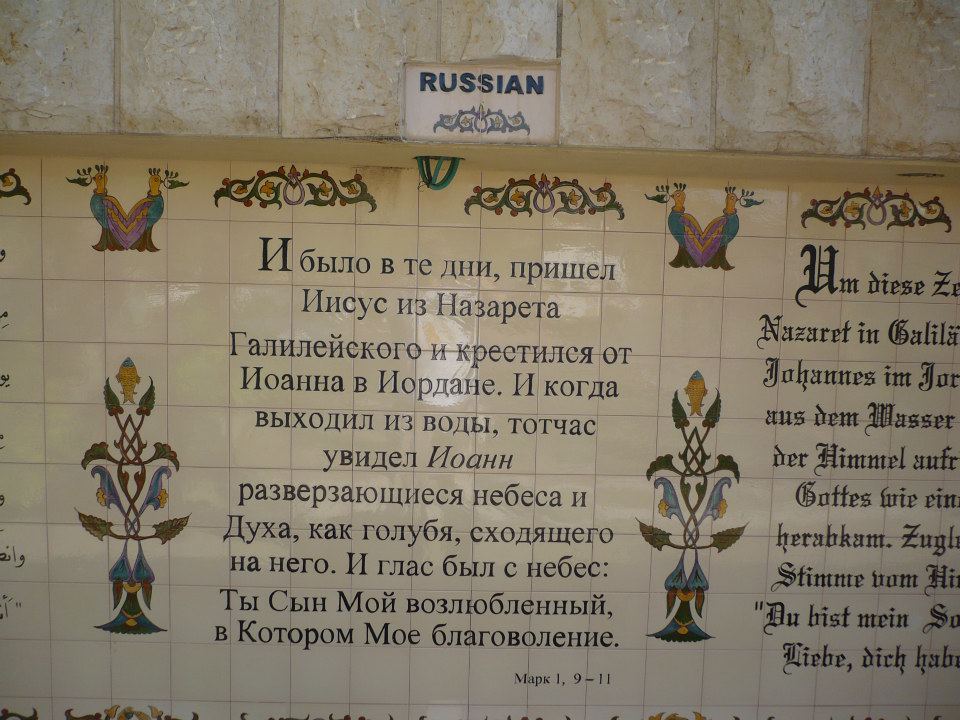 RUSSIAN
И было в те дни, пришел
Иисус из Назарета
Галилейского и крестился от
Иоанна в Иордане. И когда
выходил из воды, тотчас
увидел Иоанн
разверзающиеся небеса и
Духа, как голубя, сходящего
на него. И глас был с небес:
Ты Сын Мой возлюбленный,
в Котором Мое благоволение.
Марк 1, 9 – 11
Um diese Ze
Nazaret in Galilä
Johannes im Jor
aus dem Wasser
der Himmel aufr
Gottes wie ein
herabkam. Zugle
Stimme vom Hi
"Du bist mein So
Liebe, dich habe